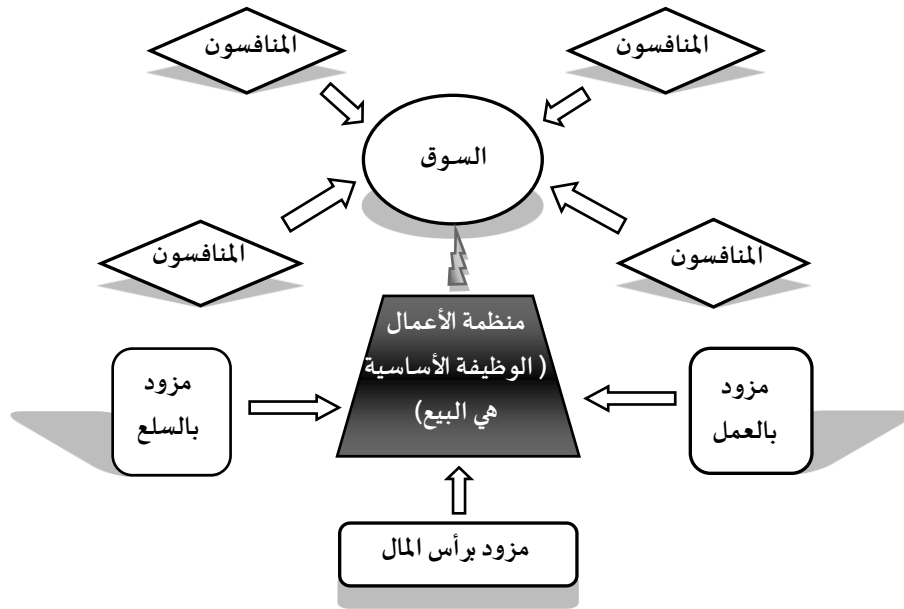 المنافسون
المنافسون
السوق
المنافسون
المنافسون
منظمة الأعمال
( الوظيفة الأساسية
هي البيع)
مزود
بالعمل
مزود
بالسلع
مزود برأس المال